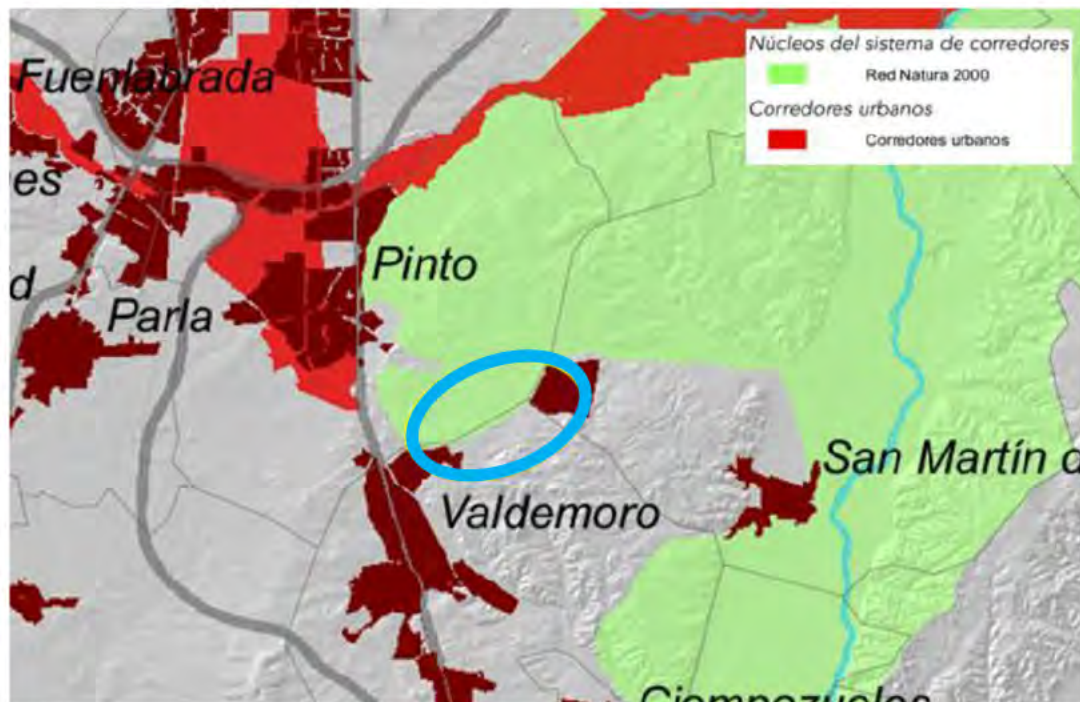 Núcleos del sistema de corredores
Red Natura 2000
Corredores urbanos
Corredores urbanos
Fuenlabrada
es
Pinto
d
Parla
San Martín d
Valdemoro
Ciempozuelos